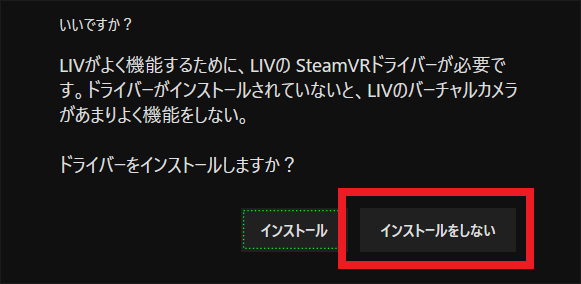 いいですか？
LIVがよく機能するために、LIVの SteamVRドライバーが必要で
す。ドライバーがインストールされていないと、LIVのバーチャルカメラ
があまりよく機能をしない。
ドライバーをインストールしますか？
インストール
インストールをしない